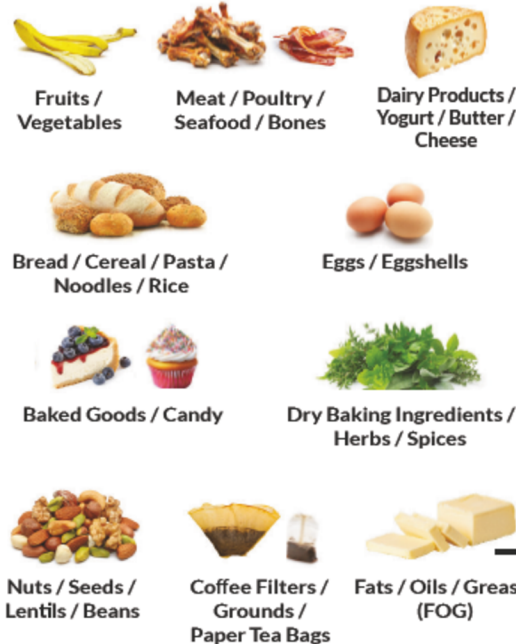 Fruits /
Vegetables
Meat / Poultry /
Seafood / Bones
Dairy Products /
Yogurt / Butter /
Cheese
Bread / Cereal / Pasta /
Noodles / Rice
Eggs / Eggshells
Baked Goods / Candy
Dry Baking Ingredients /
Herbs / Spices
Nuts / Seeds /
Lentils / Beans
Coffee Filters /
Grounds /
Paper Tea Bags
Fats / Oils / Greas
(FOG)